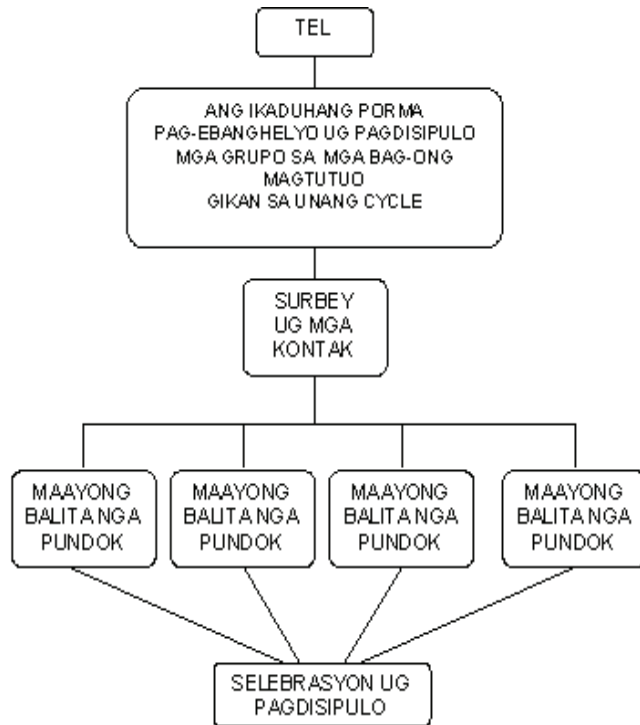 TEL
ANG IKADUHANG PORMA
PAG-EBANGHELYO UG PAGDISIPULO
MGA GRUPO SA MGA BAG-ONG
MAGTUTUO
GIKAN SA UNANG CYCLE
SURBEY
UG MGA
KONTAK
MAAYONG
BALITA NGA
PUNDOK
MAAYONG
BALITA NGA
PUNDOK
MAAYONG
BALITA NGA
PUNDOK
MAAYONG
BALITA NGA
PUNDOK
SELEBRASYON UG
PAGDISIPULO